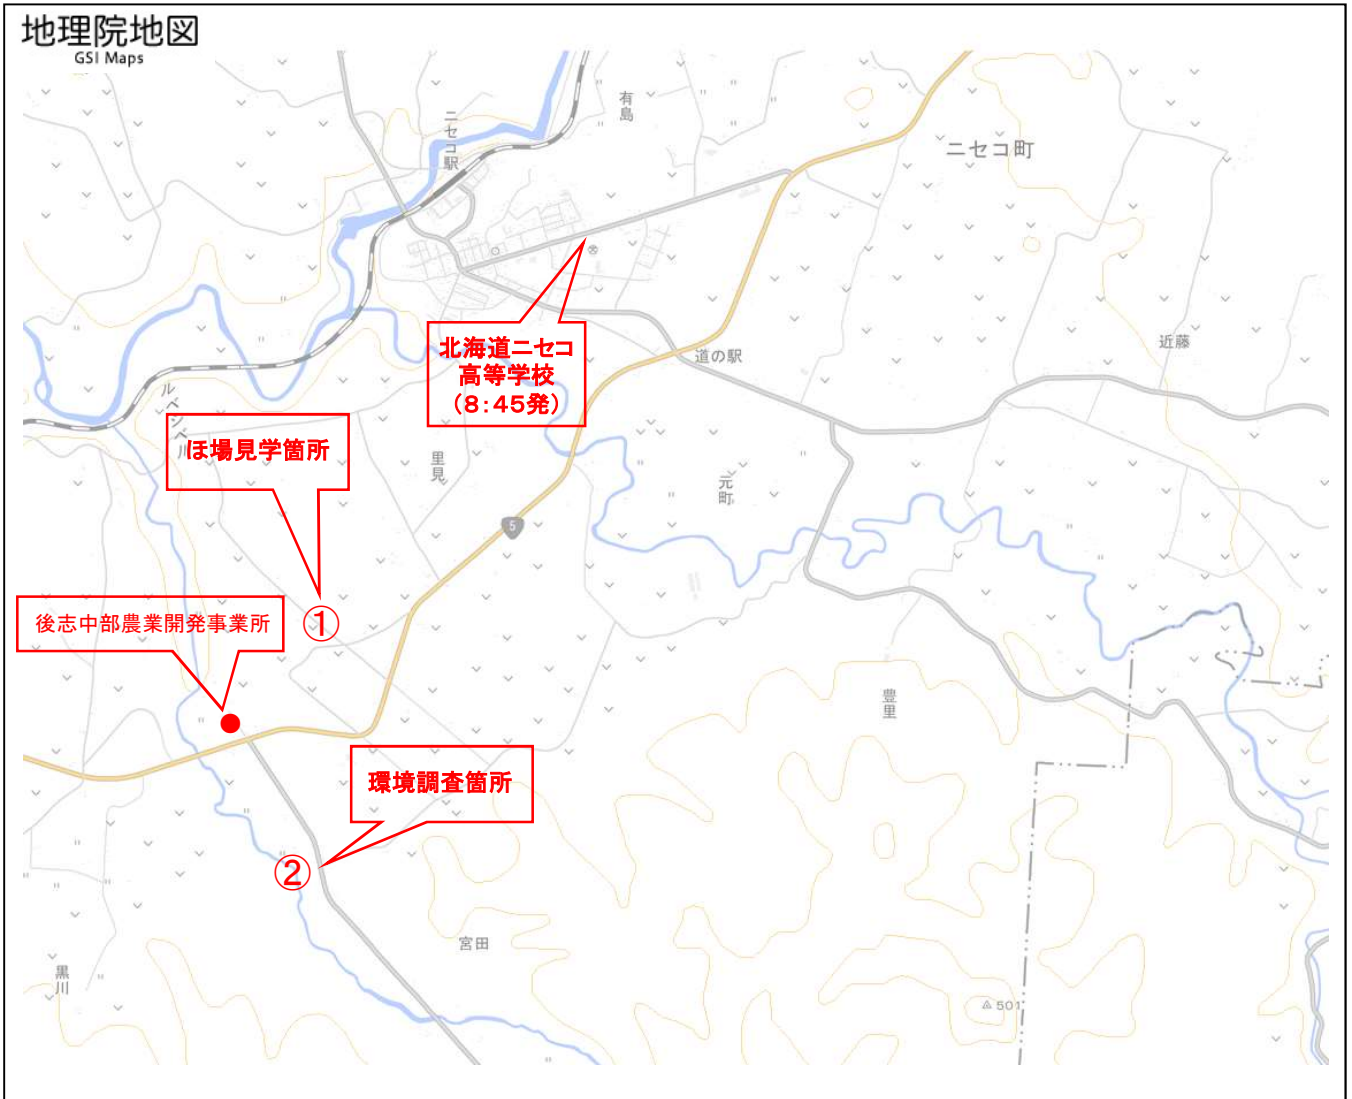 地理院地図
GSI Maps
有島
ニセコ駅
ニセコ町
北海道ニセコ
高等学校
(8:45発)
道の駅
近藤
ルベシベ川
ほ場見学箇所
里見
元町
5
①
後志中部農業開発事業所
豊里
環境調査箇所
②
宮田
黒川
501